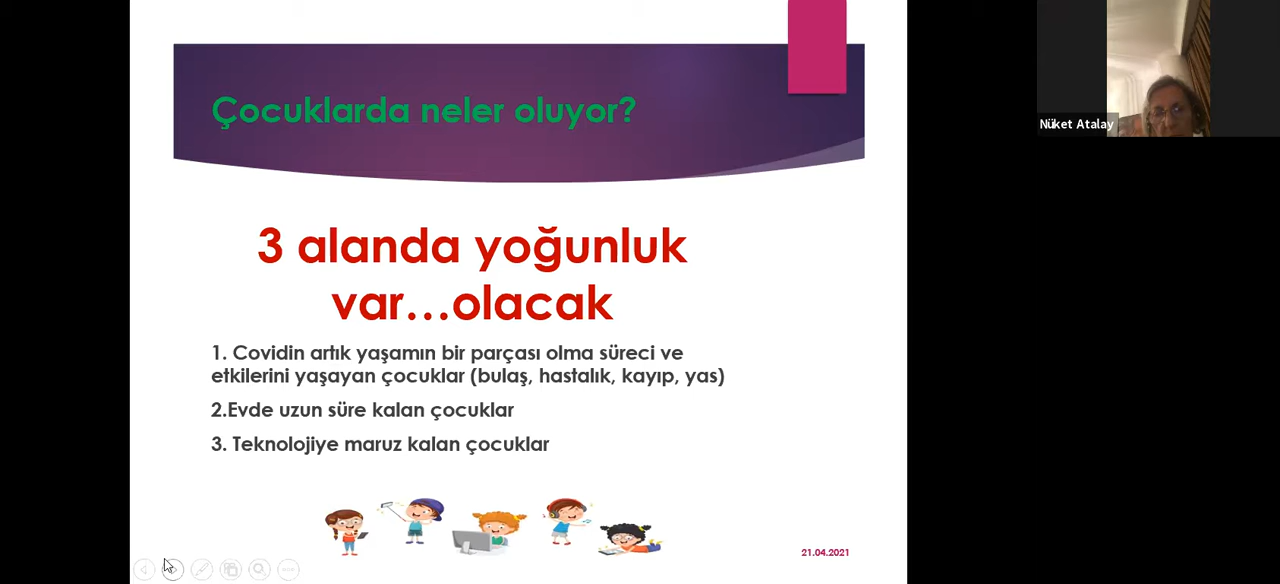 Çocuklarda neler oluyor?
3 alanda yoğunluk
var...olacak
1. Covidin artık yaşamın bir parçası olma süreci ve
etkilerini yaşayan çocuklar (bulaş, hastalık, kayıp, yas)
2.Evde uzun süre kalan çocuklar
3. Teknolojiye maruz kalan çocuklar
21.04.2021
Nüket Atalay